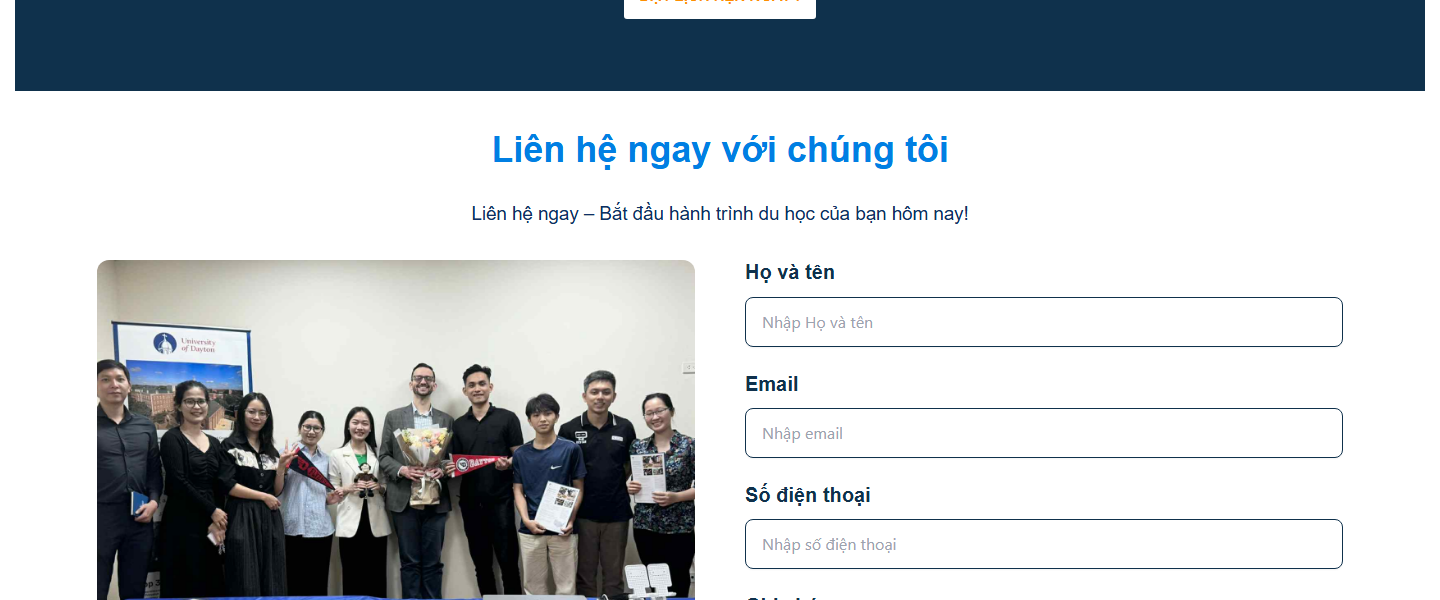 Liên hệ ngay với chúng tôi
Liên hệ ngay – Bắt đầu hành trình du học của bạn hôm nay!
University
of Dayton
DAYTON
Họ và tên
Nhập Họ và tên
Email
Nhập email
Số điện thoại
Nhập số điện thoại